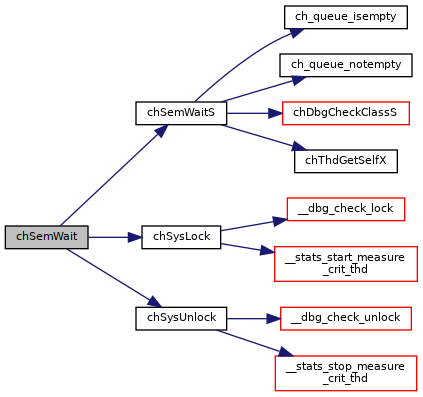 ch_queue_isempty
ch_queue_notempty
chSemWaitS
chDbgCheckClassS
chThdGetSelfX
__dbg_check_lock
chSemWait
chSysLock
__stats_start_measure
_crit_thd
chSysUnlock
__dbg_check_unlock
__stats_stop_measure
_crit_thd